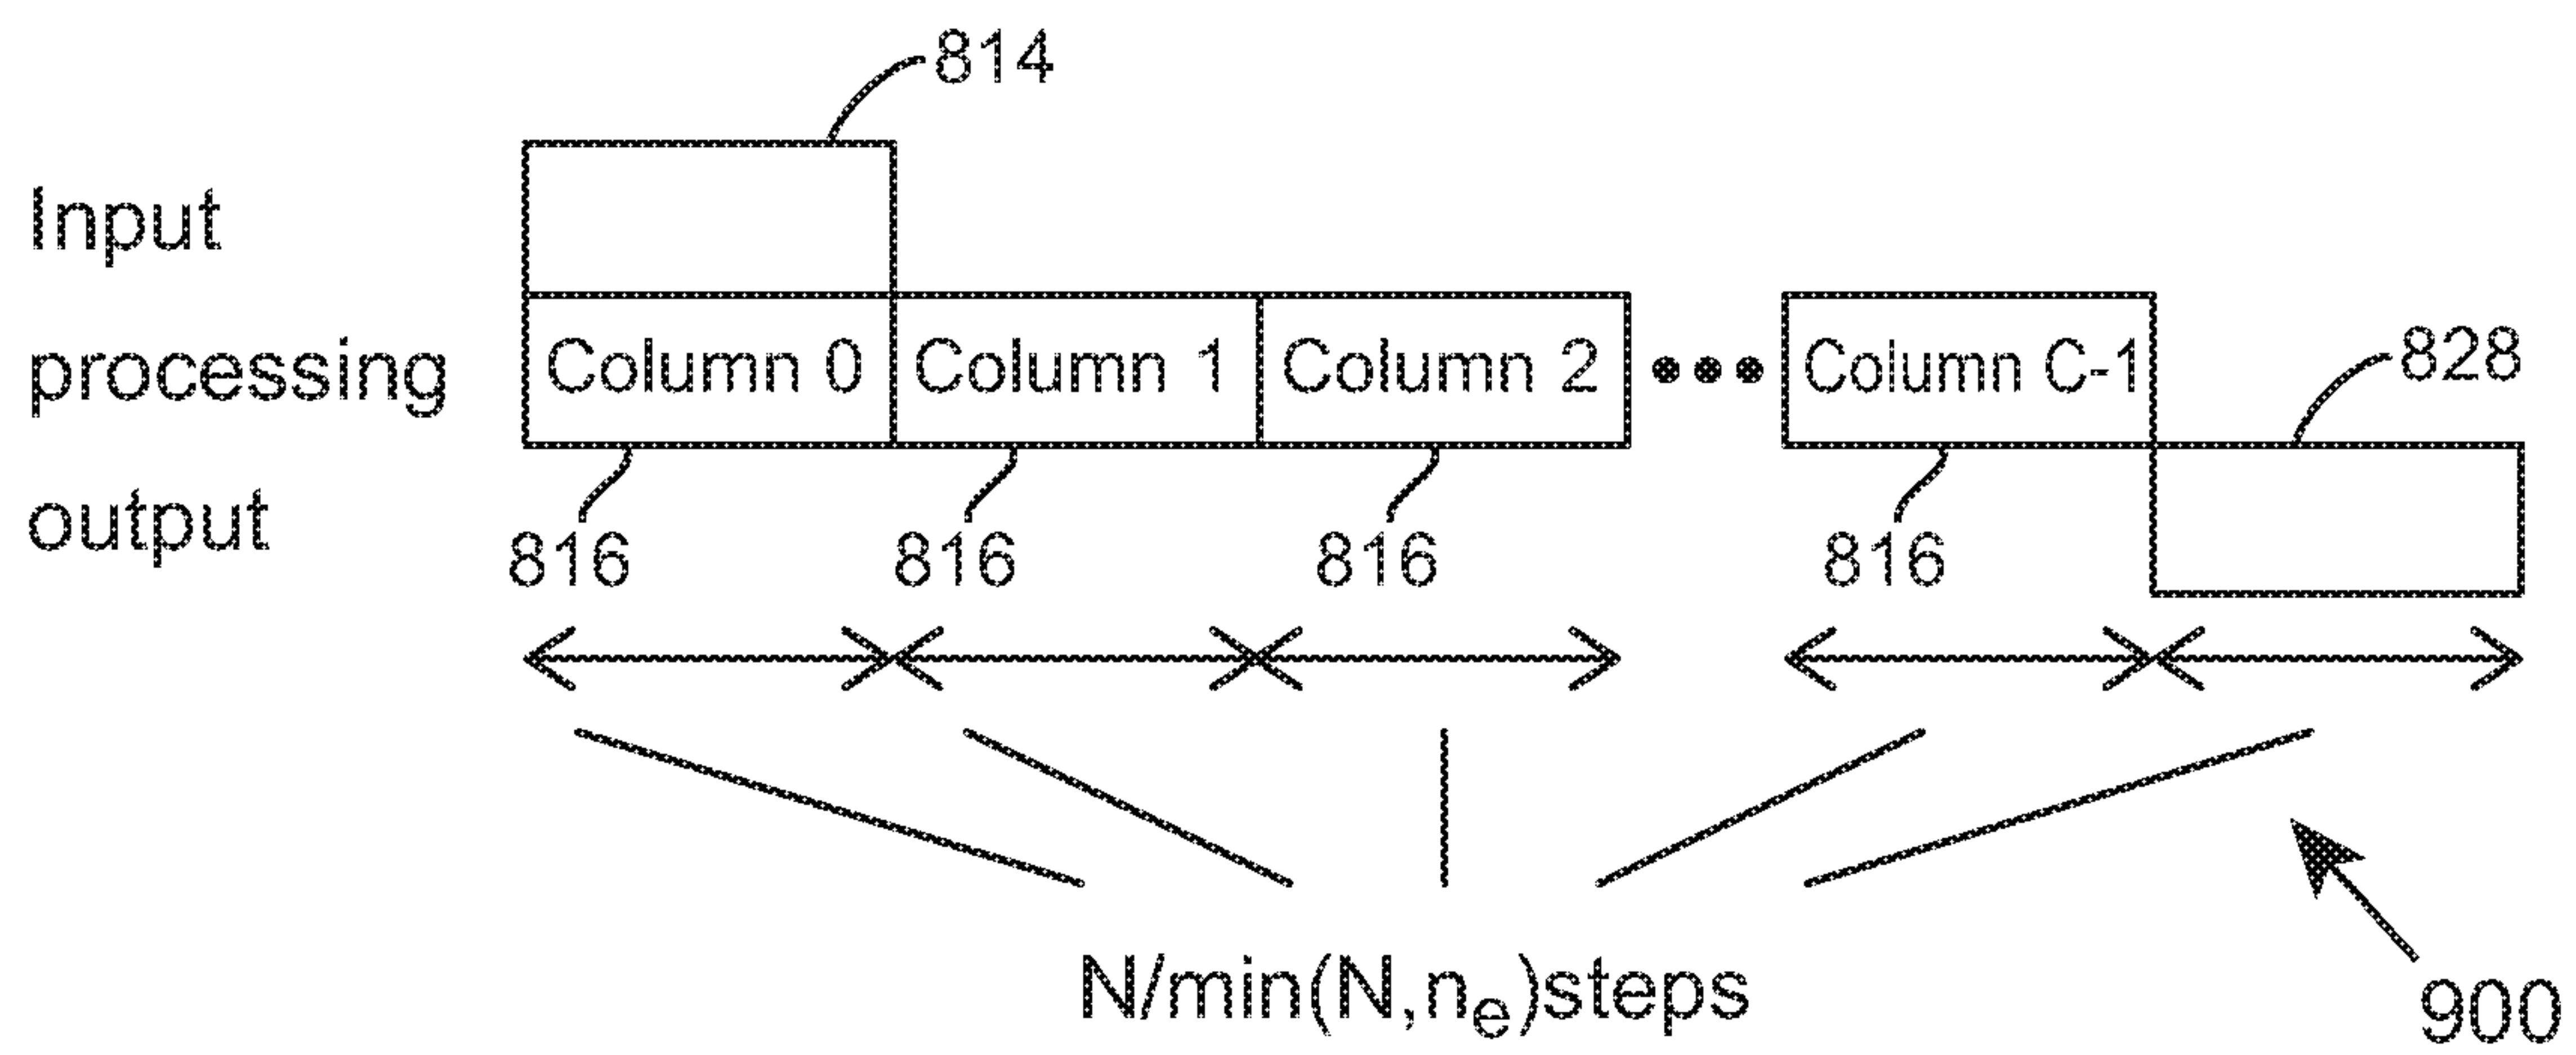 814
Input
processing Column 0 Column 1 Column 2 ••• Column C-1
828
output
816 816 816 816
N/min(N,nₑ)steps
900